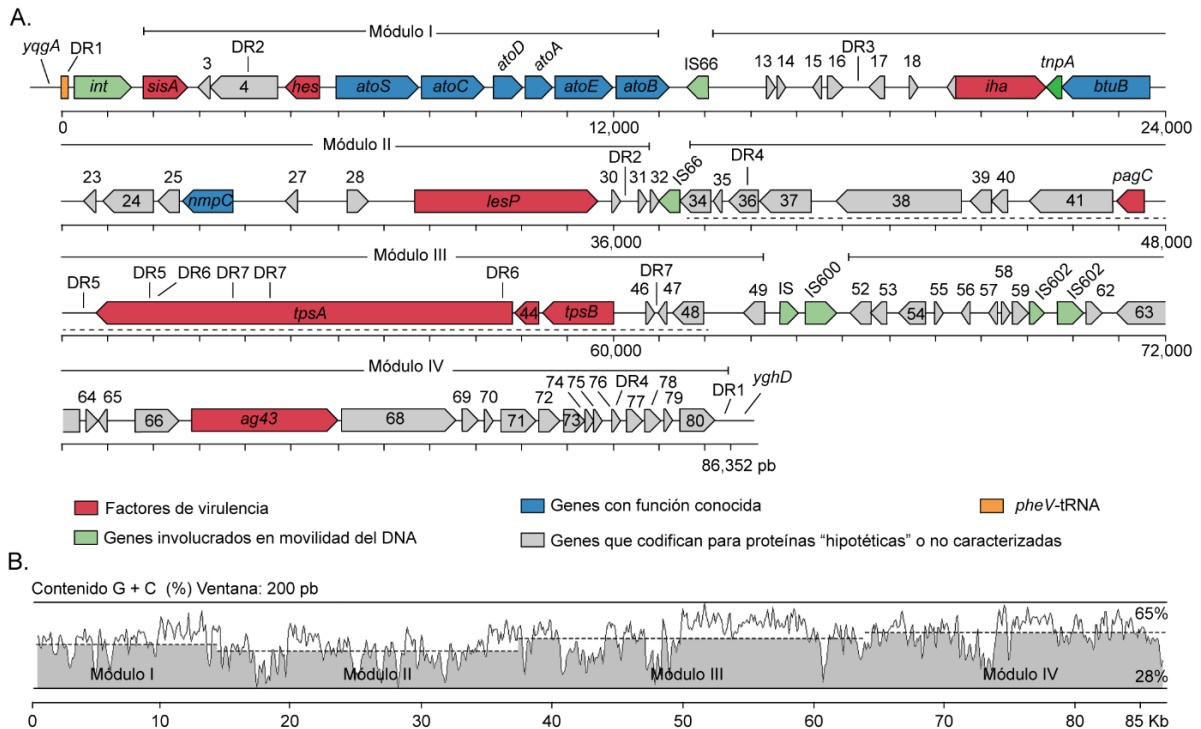 A.
Módulo I
yqgA DR1 3 DR2 atoD atoA IS66 13 14 15 16 DR3 17 18 tnpA
int sisA 4 hes atoS atoC atoE atoB iha btuB
0 12,000 24,000
Módulo II
23 25 27 28 30 DR2 31 32 IS66 35 DR4 39 40 pagC
24 nmpC lesP 34 36 37 38 41
36,000 48,000
Módulo III
DR5 DR5 DR6 DR7 DR7 DR6 46 DR7 47 49 IS IS600 52 53 55 56 57 58 59 IS602 IS602 62
tpsA 44 tpsB 48 54 63
60,000 72,000
Módulo IV
64 65 69 70 72 74 75 76 DR4 78 79 DR1 yghD
66 ag43 68 71 73 77 80
86,352 pb
Factores de virulencia
Genes con función conocida
pheV-tRNA
Genes involucrados en movilidad del DNA
Genes que codifican para proteínas “hipotéticas” o no caracterizadas
B.
Contenido G + C (%) Ventana: 200 pb
65%
Módulo I Módulo II Módulo III Módulo IV 28%
0 10 20 30 40 50 60 70 80 85 Kb